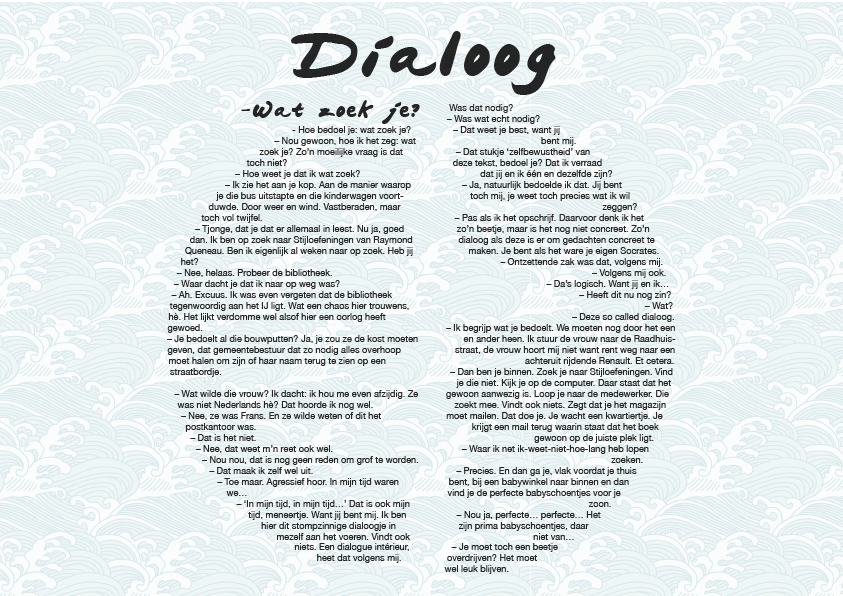 Dialoog
-Wat zoek je?
- Hoe bedoel je: wat zoek je?
– Nou gewoon, hoe ik het zeg: wat
zoek je? Zo’n moeilijke vraag is dat
toch niet?
– Hoe weet je dat ik wat zoek?
– Ik zie het aan je kop. Aan de manier waarop
je die bus uitstapte en die kinderwagen voort-
duwde. Door weer en wind. Vastberaden, maar
toch vol twijfel.
– Tjonge, dat je dat er allemaal in leest. Nu ja, goed
dan. Ik ben op zoek naar Stijloefeningen van Raymond
Queneau. Ben ik eigenlijk al weken naar op zoek. Heb jij
het?
– Nee, helaas. Probeer de bibliotheek.
– Waar dacht je dat ik naar op weg was?
– Ah. Excuus. Ik was even vergeten dat de bibliotheek
tegenwoordig aan het IJ ligt. Wat een chaos hier trouwens,
hè. Het lijkt verdomme wel alsof hier een oorlog heeft
gewoed.
– Je bedoelt al die bouwputten? Ja, je zou ze de kost moeten
geven, dat gemeentebestuur dat zo nodig alles overhoop
moet halen om zijn of haar naam terug te zien op een
straatbordje.
– Wat wilde die vrouw? Ik dacht: ik hou me even afzijdig. Ze
was niet Nederlands hè? Dat hoorde ik nog wel.
– Nee, ze was Frans. En ze wilde weten of dit het
postkantoor was.
– Dat is het niet.
– Nee, dat weet m’n reet ook wel.
– Nou nou, dat is nog geen reden om grof te worden.
– Dat maak ik zelf wel uit.
– Toe maar. Agressief hoor. In mijn tijd waren
we…
– ‘In mijn tijd, in mijn tijd…’ Dat is ook mijn
tijd, meneertje. Want jij bent mij. Ik ben
hier dit stompzinnige dialoogje in
mezelf aan het voeren. Vindt ook
niets. Een dialogue intérieur,
heet dat volgens mij.
Was dat nodig?
– Was wat echt nodig?
– Dat weet je best, want jij
bent mij.
– Dat stukje ‘zelfbewustheid’ van
deze tekst, bedoel je? Dat ik verraad
dat jij en ik één en dezelfde zijn?
– Ja, natuurlijk bedoelde ik dat. Jij bent
toch mij, je weet toch precies wat ik wil
zeggen?
– Pas als ik het opschrijf. Daarvoor denk ik het
zo’n beetje, maar is het nog niet concreet. Zo’n
dialoog als deze is er om gedachten concreet te
maken. Je bent als het ware je eigen Socrates.
– Ontzettende zak was dat, volgens mij.
– Volgens mij ook.
– Da’s logisch. Want jij en ik…
– Heeft dit nu nog zin?
– Wat?
– Deze so called dialoog.
– Ik begrijp wat je bedoelt. We moeten nog door het een
en ander heen. Ik stuur de vrouw naar de Raadhuis-
straat, de vrouw hoort mij niet want rent weg naar een
achteruit rijdende Renault. Et cetera.
– Dan ben je binnen. Zoek je naar Stijloefeningen. Vind
je die niet. Kijk je op de computer. Daar staat dat het
gewoon aanwezig is. Loop je naar de medewerker. Die
zoekt mee. Vindt ook niets. Zegt dat je het magazijn
moet mailen. Dat doe je. Je wacht een kwartiertje. Je
krijgt een mail terug waarin staat dat het boek
gewoon op de juiste plek ligt.
– Waar ik net ik-weet-niet-hoe-lang heb lopen
zoeken.
– Precies. En dan ga je, vlak voordat je thuis
bent, bij een babywinkel naar binnen en dan
vind je de perfecte babyschoentjes voor je
zoon.
– Nou ja, perfecte… perfecte… Het
zijn prima babyschoentjes, daar
niet van…
– Je moet toch een beetje
overdrijven? Het moet
wel leuk blijven.